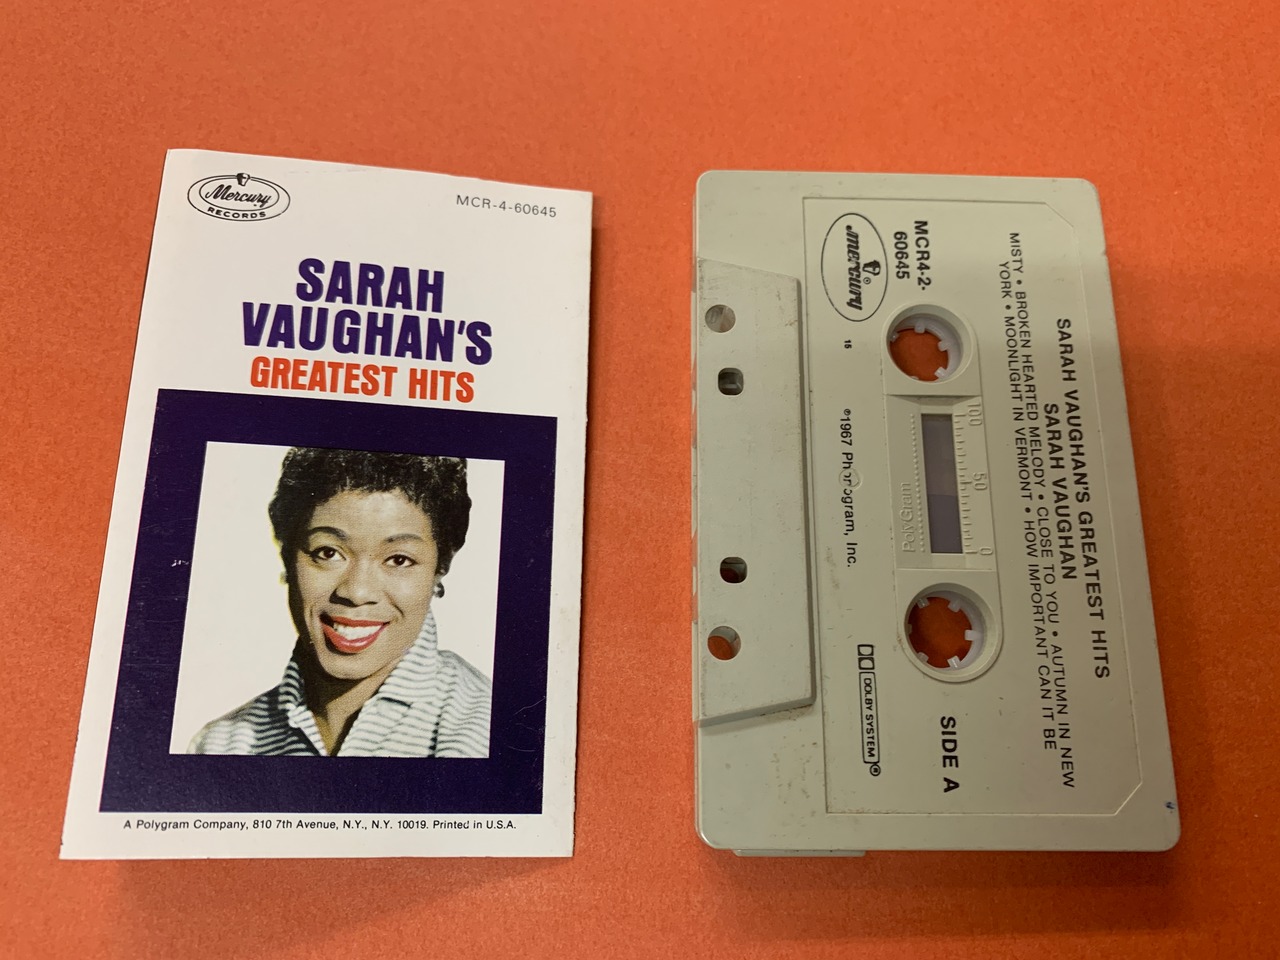 Mercury
RECORDS
MCR-4-60645
SARAH
VAUGHAN'S
GREATEST HITS
A Polygram Company, 810 7th Avenue, N.Y., N.Y. 10019. Printed in U.S.A.
SARAH VAUGHAN'S GREATEST HITS
SARAH VAUGHAN
MISTY • BROKEN HEARTED MELODY • CLOSE TO YOU • AUTUMN IN NEW
YORK • MOONLIGHT IN VERMONT • HOW IMPORTANT CAN IT BE
MCR4-2-
60645
SIDE A
100 50 0
PolyGram
mercury®
15
℗1967 Phonogram, Inc.
DOLBY SYSTEM®